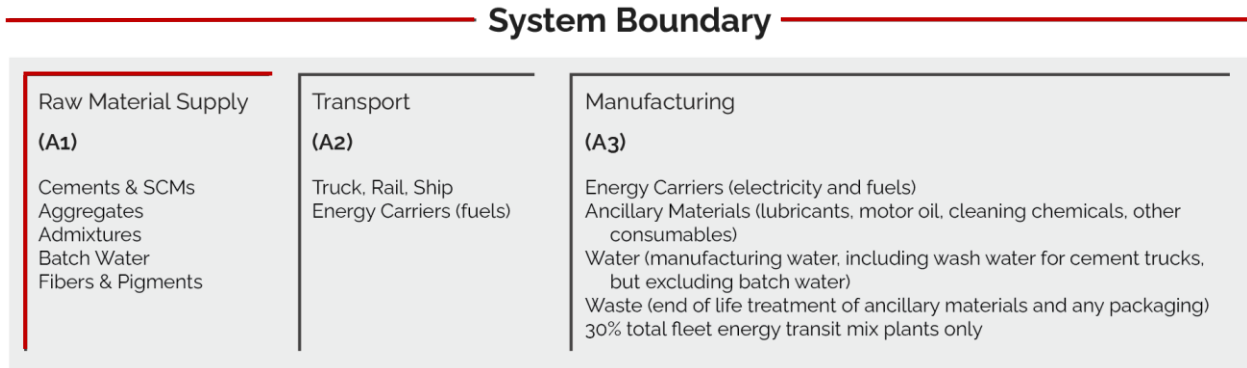 System Boundary
Raw Material Supply
(A1)
Cements & SCMs
Aggregates
Admixtures
Batch Water
Fibers & Pigments
Transport
(A2)
Truck, Rail, Ship
Energy Carriers (fuels)
Manufacturing
(A3)
Energy Carriers (electricity and fuels)
Ancillary Materials (lubricants, motor oil, cleaning chemicals, other
consumables)
Water (manufacturing water, including wash water for cement trucks,
but excluding batch water)
Waste (end of life treatment of ancillary materials and any packaging)
30% total fleet energy transit mix plants only